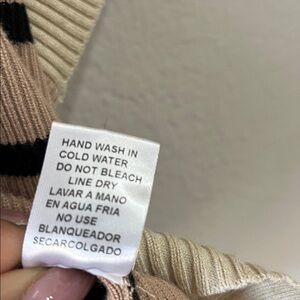 HAND WASH IN
COLD WATER
DO NOT BLEACH
LINE DRY
LAVAR A MANO
EN AGUA FRIA
NO USE
BLANQUEADOR
SECARCOLGADO